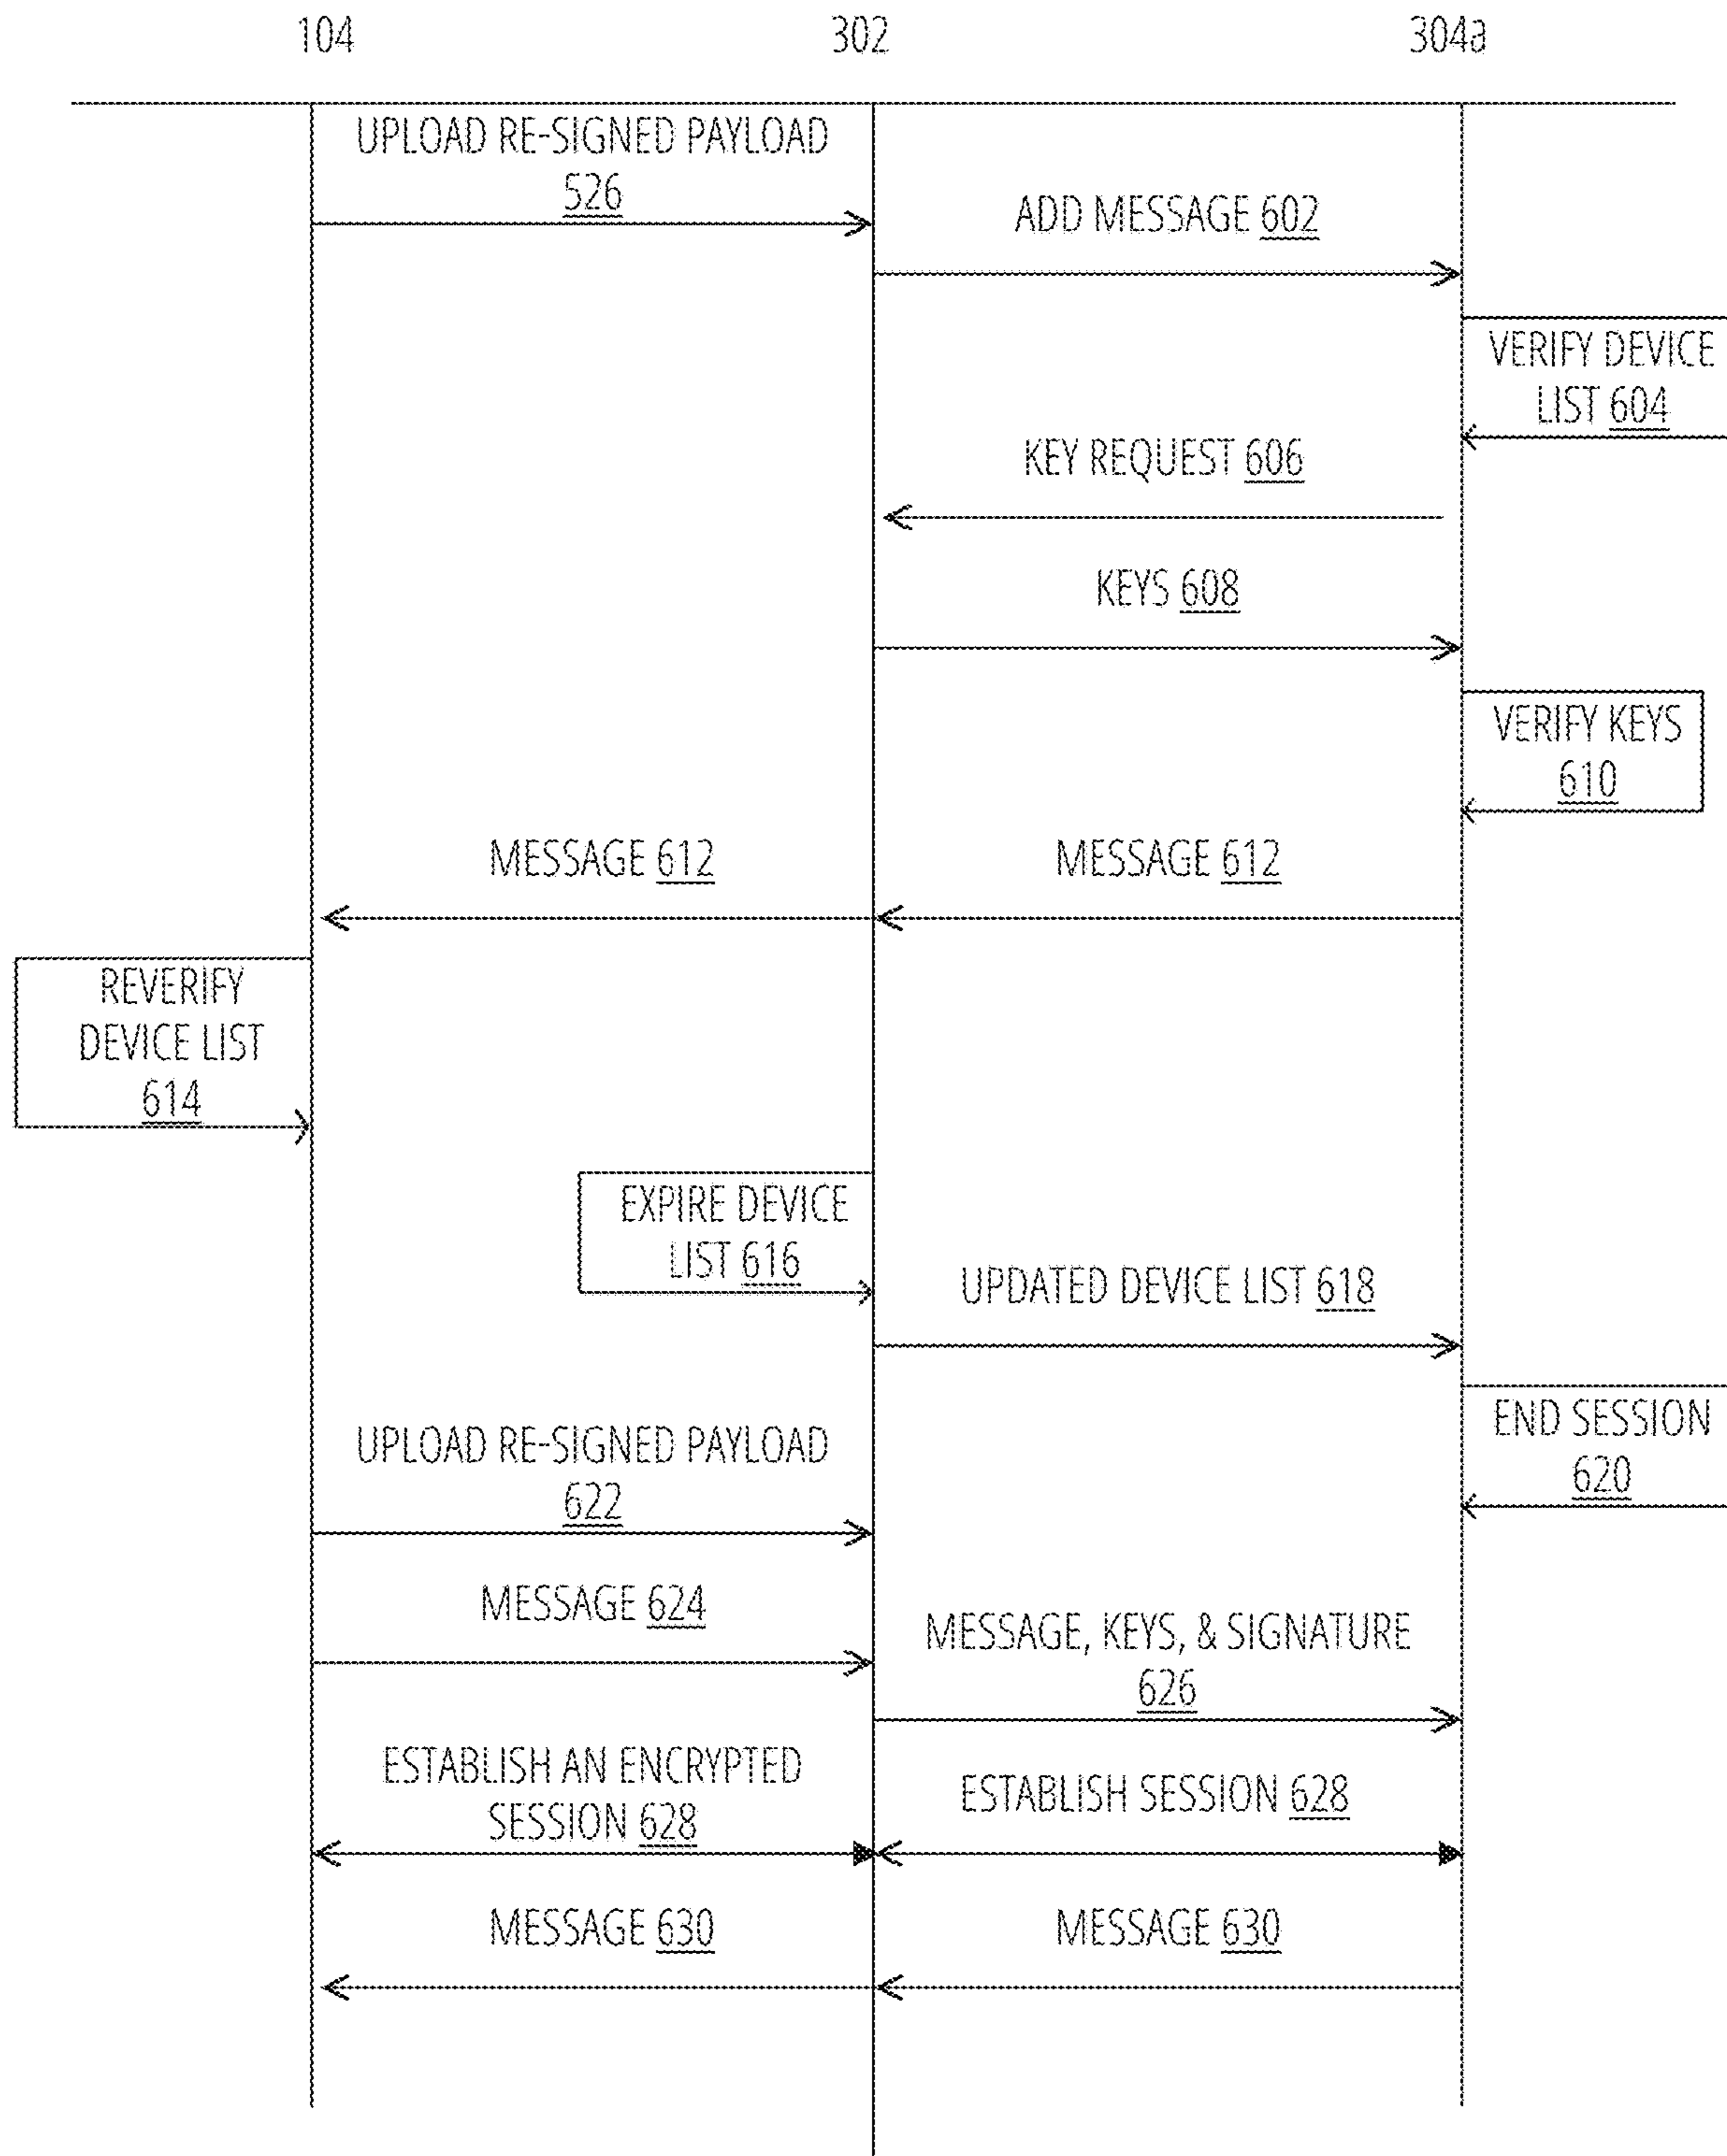 104 302 304a
UPLOAD RE-SIGNED PAYLOAD
526
ADD MESSAGE 602
VERIFY DEVICE
LIST 604
KEY REQUEST 606
KEYS 608
VERIFY KEYS
610
MESSAGE 612 MESSAGE 612
REVERIFY
DEVICE LIST
614
EXPIRE DEVICE
LIST 616
UPDATED DEVICE LIST 618
END SESSION
620
UPLOAD RE-SIGNED PAYLOAD
622
MESSAGE 624
MESSAGE, KEYS, & SIGNATURE
626
ESTABLISH AN ENCRYPTED
SESSION 628
ESTABLISH SESSION 628
MESSAGE 630 MESSAGE 630